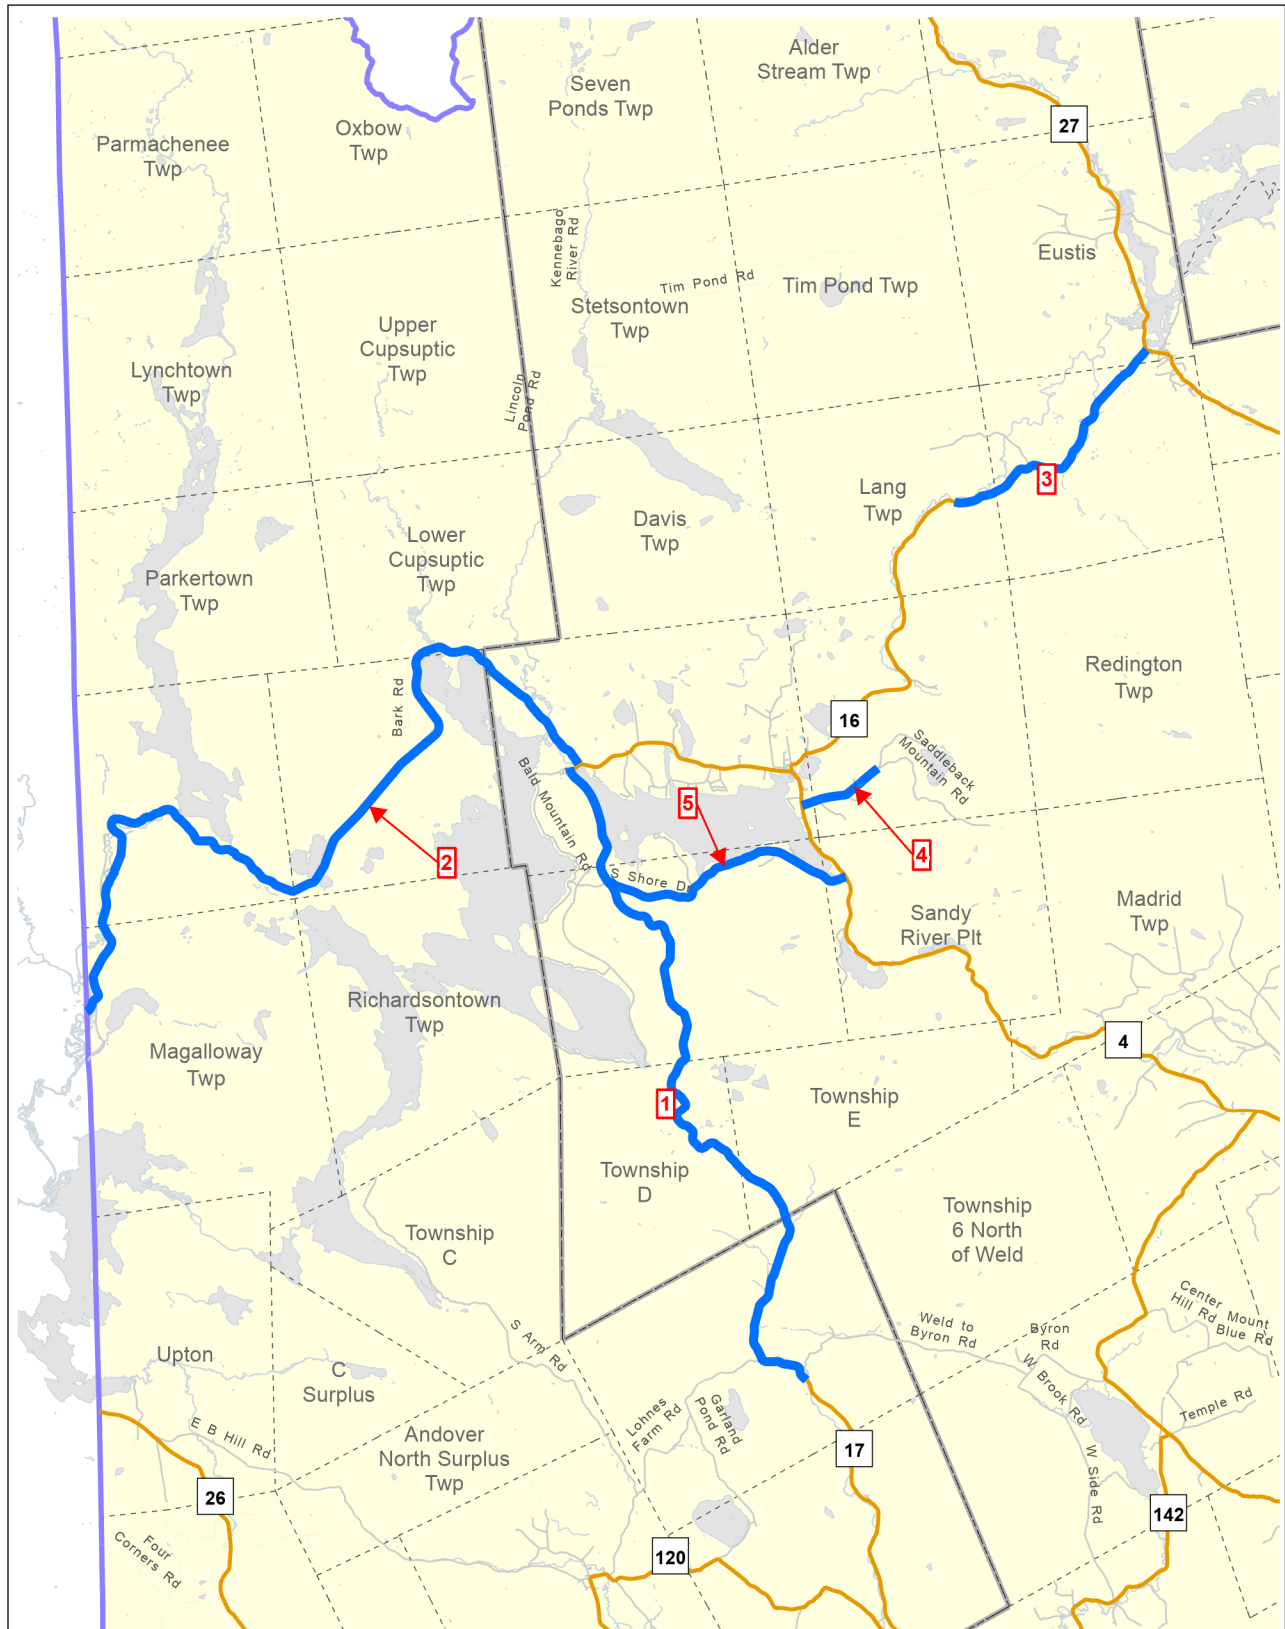 Alder
Stream Twp
Seven
Ponds Twp
27
Oxbow
Twp
Parmachenee
Twp
Kennebago
River Rd
Eustis
Tim Pond Rd
Tim Pond Twp
Stetsontown
Twp
Upper
Cupsuptic
Twp
Lynchtown
Twp
Lincoln
Pond Rd
3
Lang
Twp
Davis
Twp
Lower
Cupsuptic
Twp
Parkertown
Twp
Redington
Twp
Bark Rd
16
Saddleback
Mountain Rd
Bald Mountain Rd
5
4
2
S Shore Dr
Madrid
Twp
Sandy
River Plt
Richardsontown
Twp
4
Magalloway
Twp
1
Township
E
Township
D
Township
6 North
of Weld
Township
C
Center Mount
Hill Rd Blue Rd
Weld to
Byron Rd
Byron
Rd
S Arm Rd
Upton
C
Surplus
W Brook Rd
Temple Rd
Lohnes
Farm Rd
Garland
Pond Rd
E B Hill Rd
Andover
North Surplus
Twp
17
W Side Rd
26
142
Four
Corners Rd
120